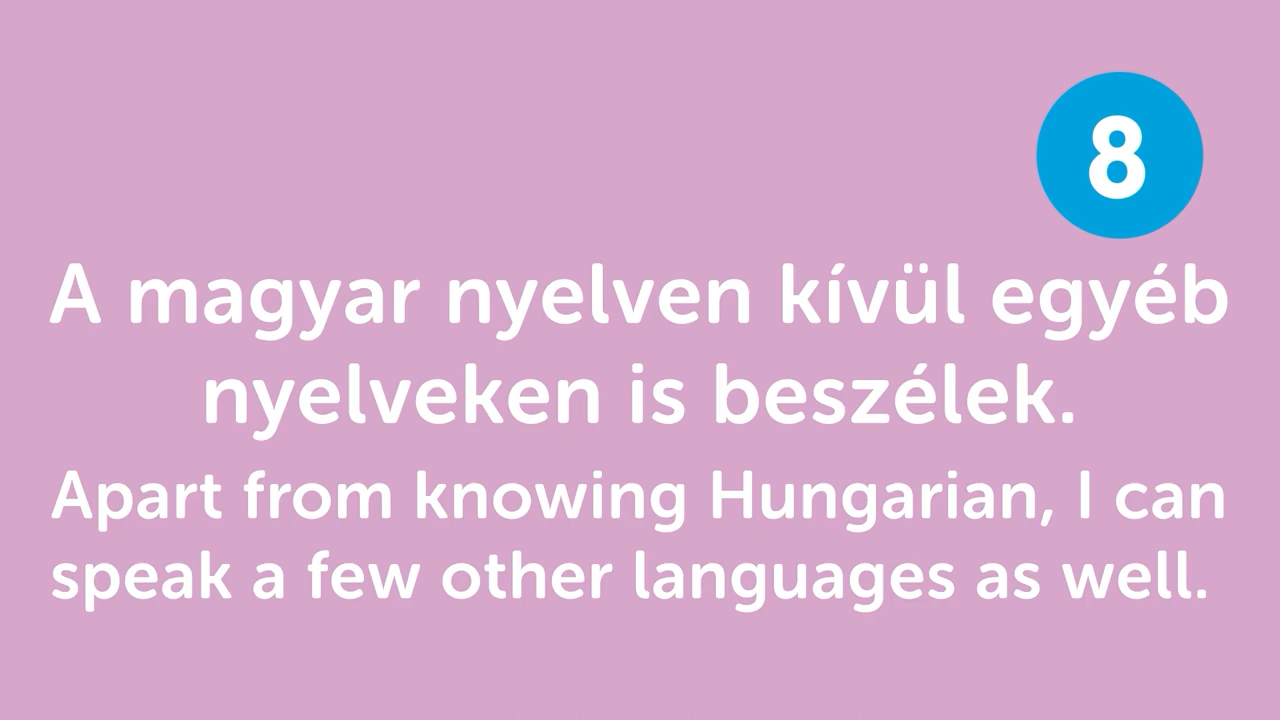 8
A magyar nyelven kívül egyéb
nyelveken is beszélek.
Apart from knowing Hungarian, I can
speak a few other languages as well.